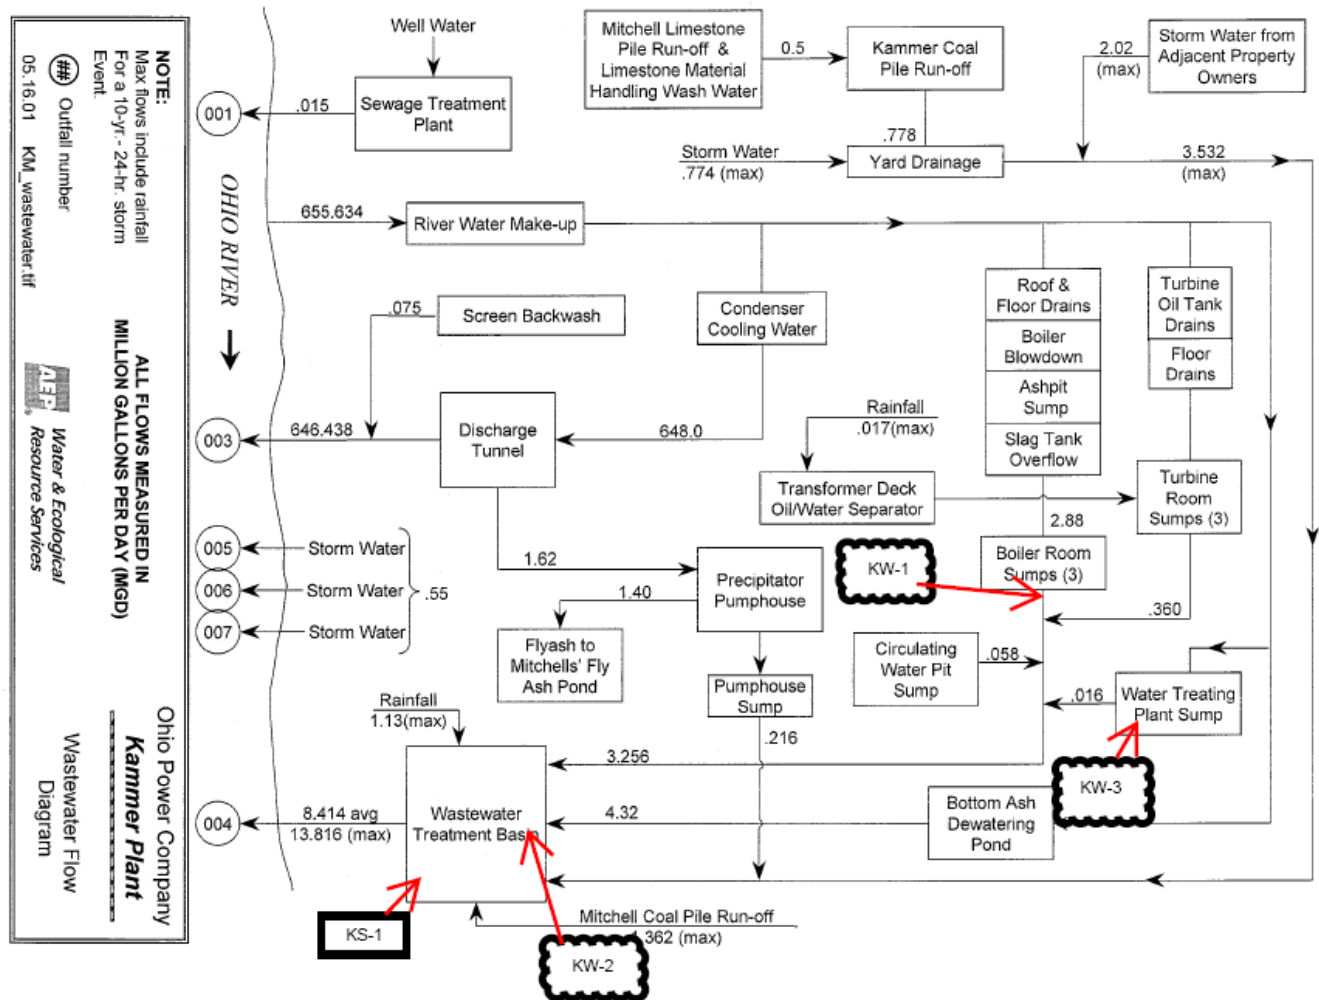 NOTE:
Max flows include rainfall
For a 10-yr.- 24-hr. storm
Event.
## Outfall number
05.16.01 KM_wastewater.tif
ALL FLOWS MEASURED IN
MILLION GALLONS PER DAY (MGD)
AEP
Water & Ecological
Resource Services
Ohio Power Company
Kammer Plant
Wastewater Flow
Diagram
OHIO RIVER
Well Water
Sewage Treatment
Plant
.015
001
Mitchell Limestone
Pile Run-off &
Limestone Material
Handling Wash Water
0.5
Kammer Coal
Pile Run-off
2.02
(max)
Storm Water from
Adjacent Property
Owners
.778
Storm Water
.774 (max)
Yard Drainage
3.532
(max)
655.634
River Water Make-up
.075
Screen Backwash
Condenser
Cooling Water
Roof &
Floor Drains
Boiler
Blowdown
Ashpit
Sump
Slag Tank
Overflow
Turbine
Oil Tank
Drains
Floor
Drains
003
646.438
Discharge
Tunnel
648.0
Rainfall
.017(max)
Transformer Deck
Oil/Water Separator
Turbine
Room
Sumps (3)
2.88
005
Storm Water
006
Storm Water
.55
007
Storm Water
1.62
1.40
Precipitator
Pumphouse
KW-1
Boiler Room
Sumps (3)
.360
Flyash to
Mitchells' Fly
Ash Pond
Pumphouse
Sump
Circulating
Water Pit
Sump
.058
.016
Water Treating
Plant Sump
Rainfall
1.13(max)
.216
3.256
KW-3
004
8.414 avg
13.816 (max)
Wastewater
Treatment Basin
4.32
Bottom Ash
Dewatering
Pond
KS-1
Mitchell Coal Pile Run-off
.362 (max)
KW-2